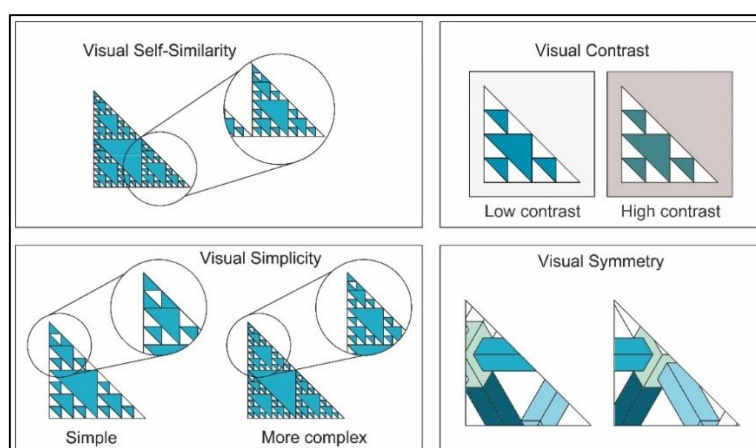 Visual Self-Similarity
Visual Contrast
Low contrast
High contrast
Visual Simplicity
Simple
More complex
Visual Symmetry